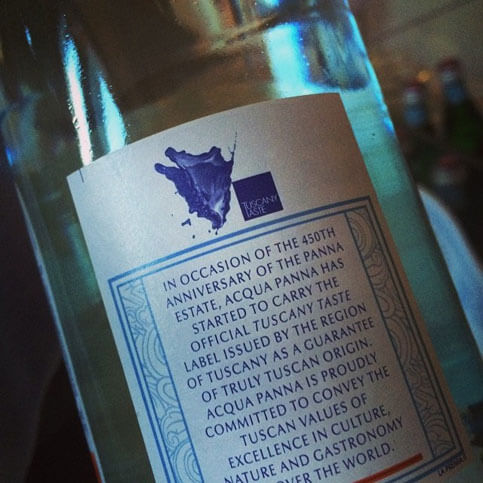 TUSCANY
TASTE
IN OCCASION OF THE 450TH
ANNIVERSARY OF THE PANNA
ESTATE, ACQUA PANNA HAS
STARTED TO CARRY THE
OFFICIAL TUSCANY TASTE
LABEL ISSUED BY THE REGION
OF TUSCANY AS A GUARANTEE
OF TRULY TUSCAN ORIGIN.
ACQUA PANNA IS PROUDLY
COMMITTED TO CONVEY THE
TUSCAN VALUES OF
EXCELLENCE IN CULTURE,
NATURE AND GASTRONOMY
OVER THE WORLD.